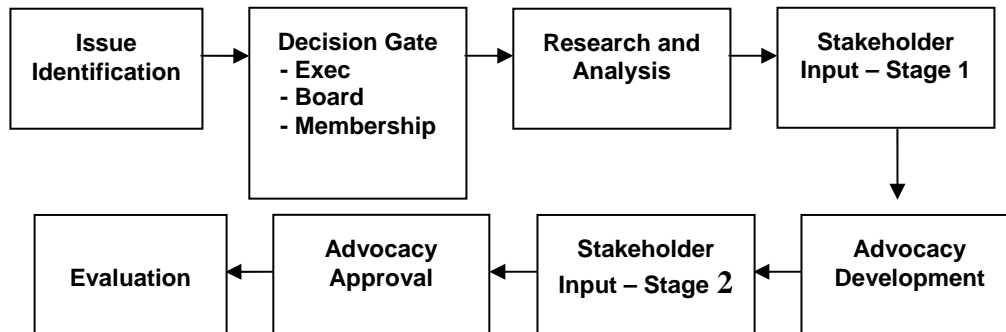 Issue
Identification
Decision Gate
- Exec
- Board
- Membership
Research and
Analysis
Stakeholder
Input – Stage 1
Advocacy
Development
Stakeholder
Input – Stage 2
Advocacy
Approval
Evaluation